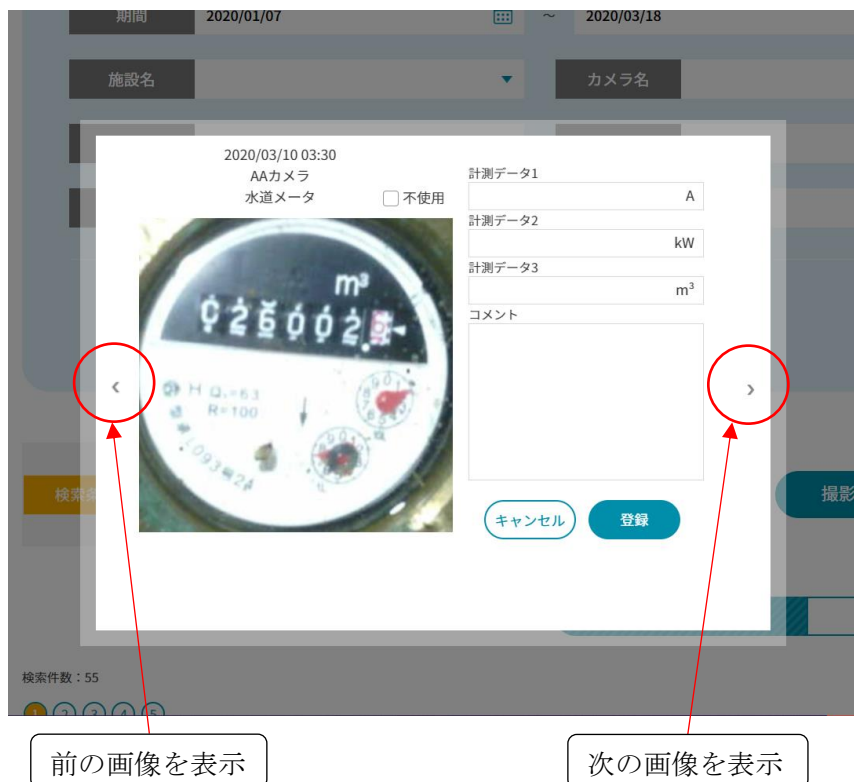 期間 2020/01/07 ~ 2020/03/18
施設名 カメラ名
2020/03/10 03:30
AAカメラ
水道メータ 不使用
計測データ1
A
計測データ2
kW
計測データ3
m³
コメント
m³
026002
H Q₃=63
R=100
‹ ›
検索条
撮影
キャンセル 登録
検索件数：55
1 2 3 4 5
前の画像を表示 次の画像を表示